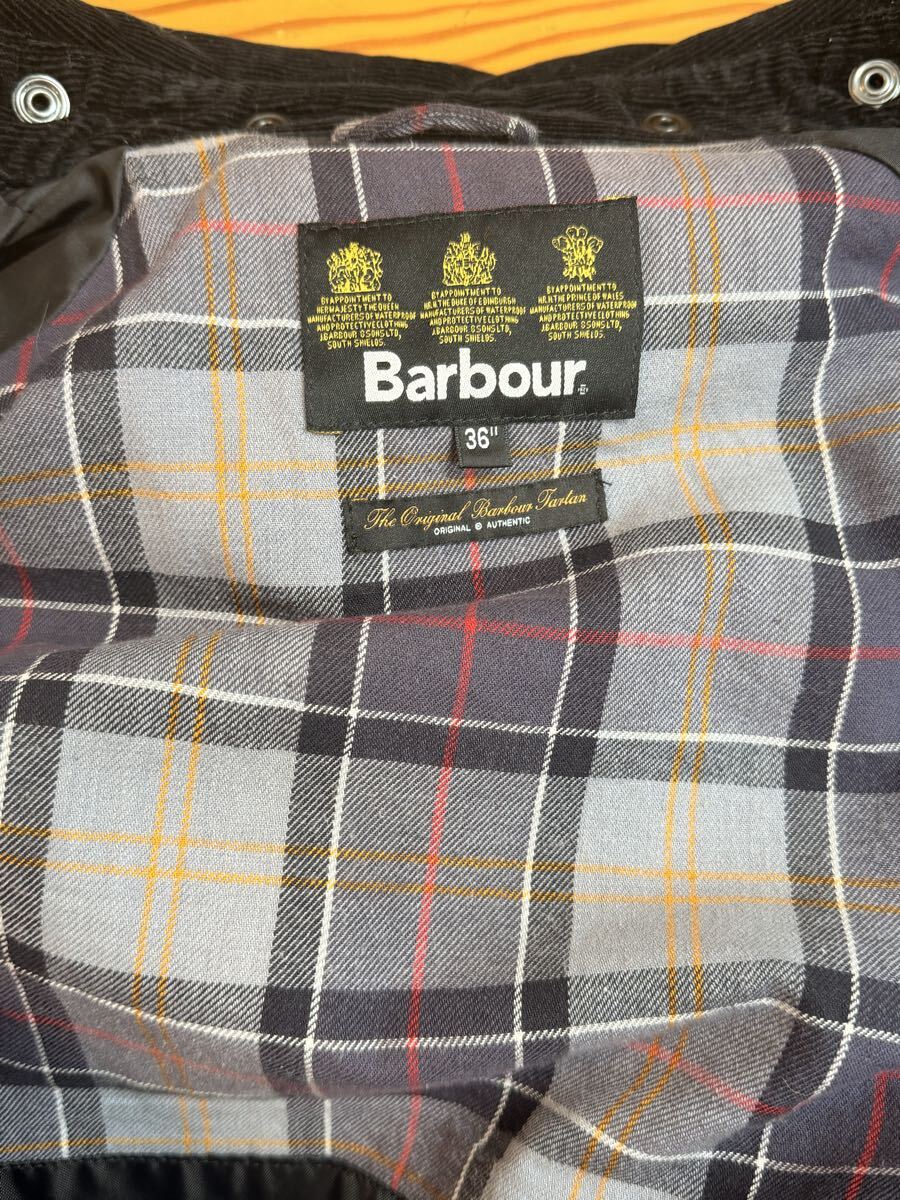 BY APPOINTMENT TO
HER MAJESTY THE QUEEN
MANUFACTURERS OF WATERPROOF
AND PROTECTIVE CLOTHING
J.BARBOUR & SONS LTD,
SOUTH SHIELDS.
BY APPOINTMENT TO
H.R.H. THE DUKE OF EDINBURGH
MANUFACTURERS OF WATERPROOF
AND PROTECTIVE CLOTHING
J.BARBOUR & SONS LTD,
SOUTH SHIELDS.
BY APPOINTMENT TO
H.R.H. THE PRINCE OF WALES
MANUFACTURERS OF WATERPROOF
AND PROTECTIVE CLOTHING
J.BARBOUR & SONS LTD,
SOUTH SHIELDS.
Barbour
36"
The Original Barbour Tartan
ORIGINAL & AUTHENTIC